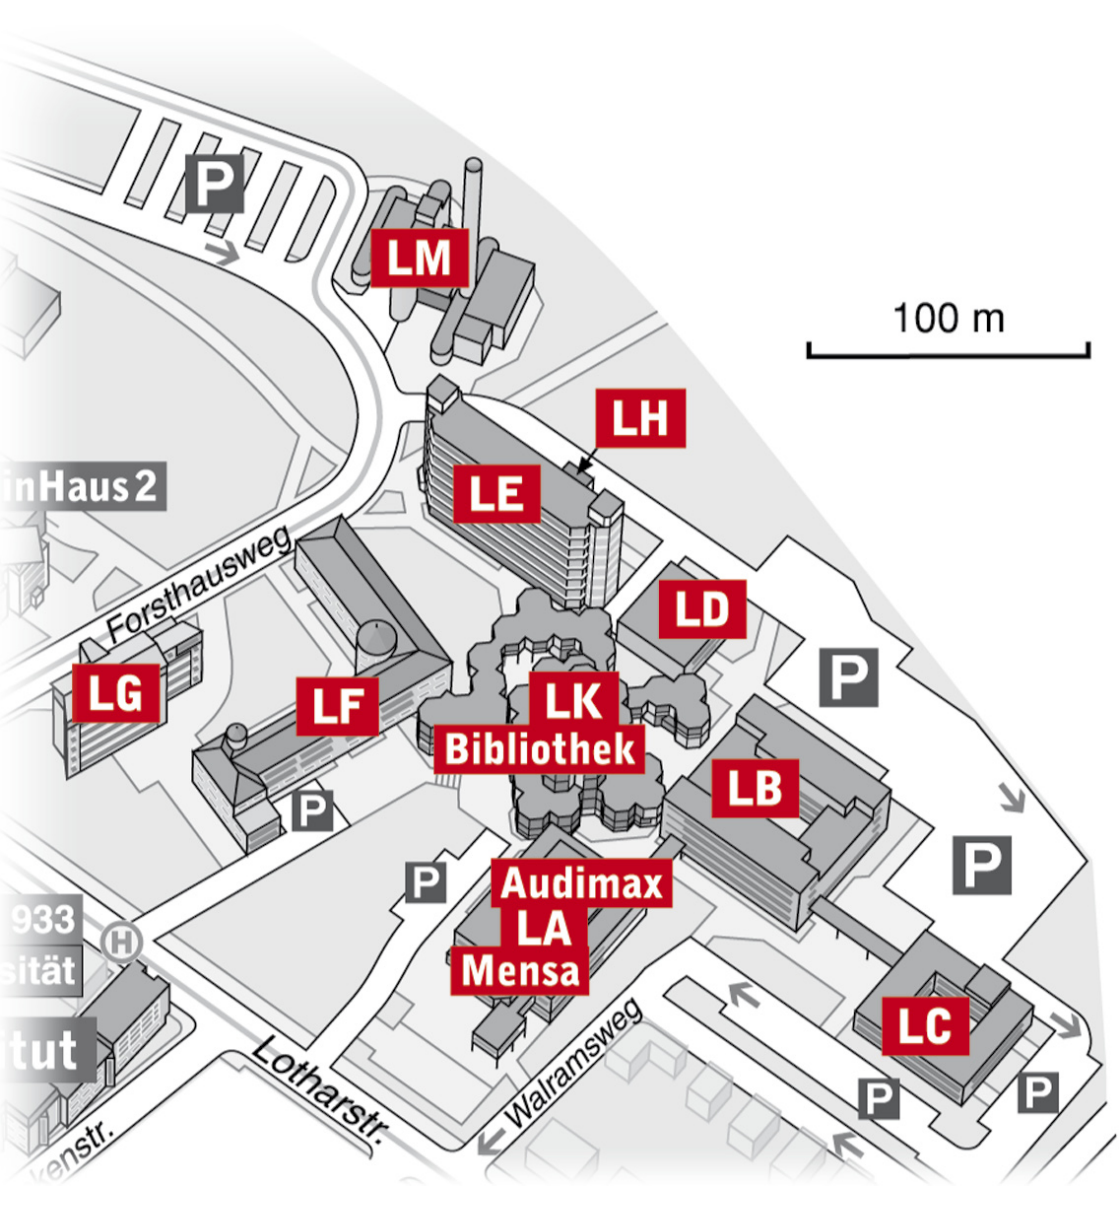 P
LM
100 m
LH
LE
inHaus 2
Forsthausweg
LD
LG
LF
LK
Bibliothek
P
LB
P
P
P
Audimax
LA
Mensa
933
sität
H
LC
tut
Lotharstr.
Walramsweg
P
P
kenstr.